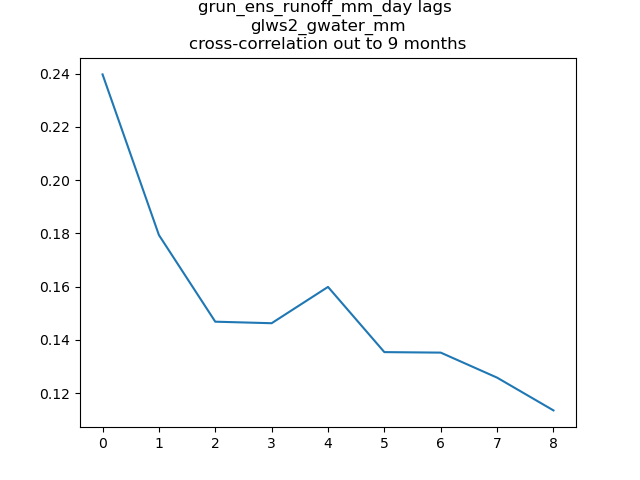 grun_ens_runoff_mm_day lags
glws2_gwater_mm
cross-correlation out to 9 months
0.24
0.22
0.20
0.18
0.16
0.14
0.12
0 1 2 3 4 5 6 7 8